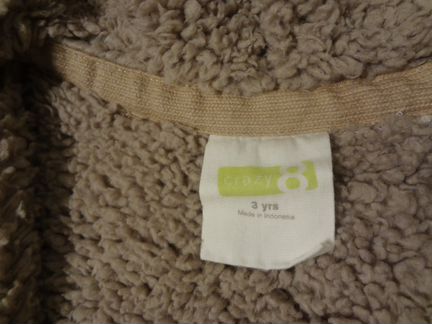 crazy 8
3 yrs
Made in Indonesia